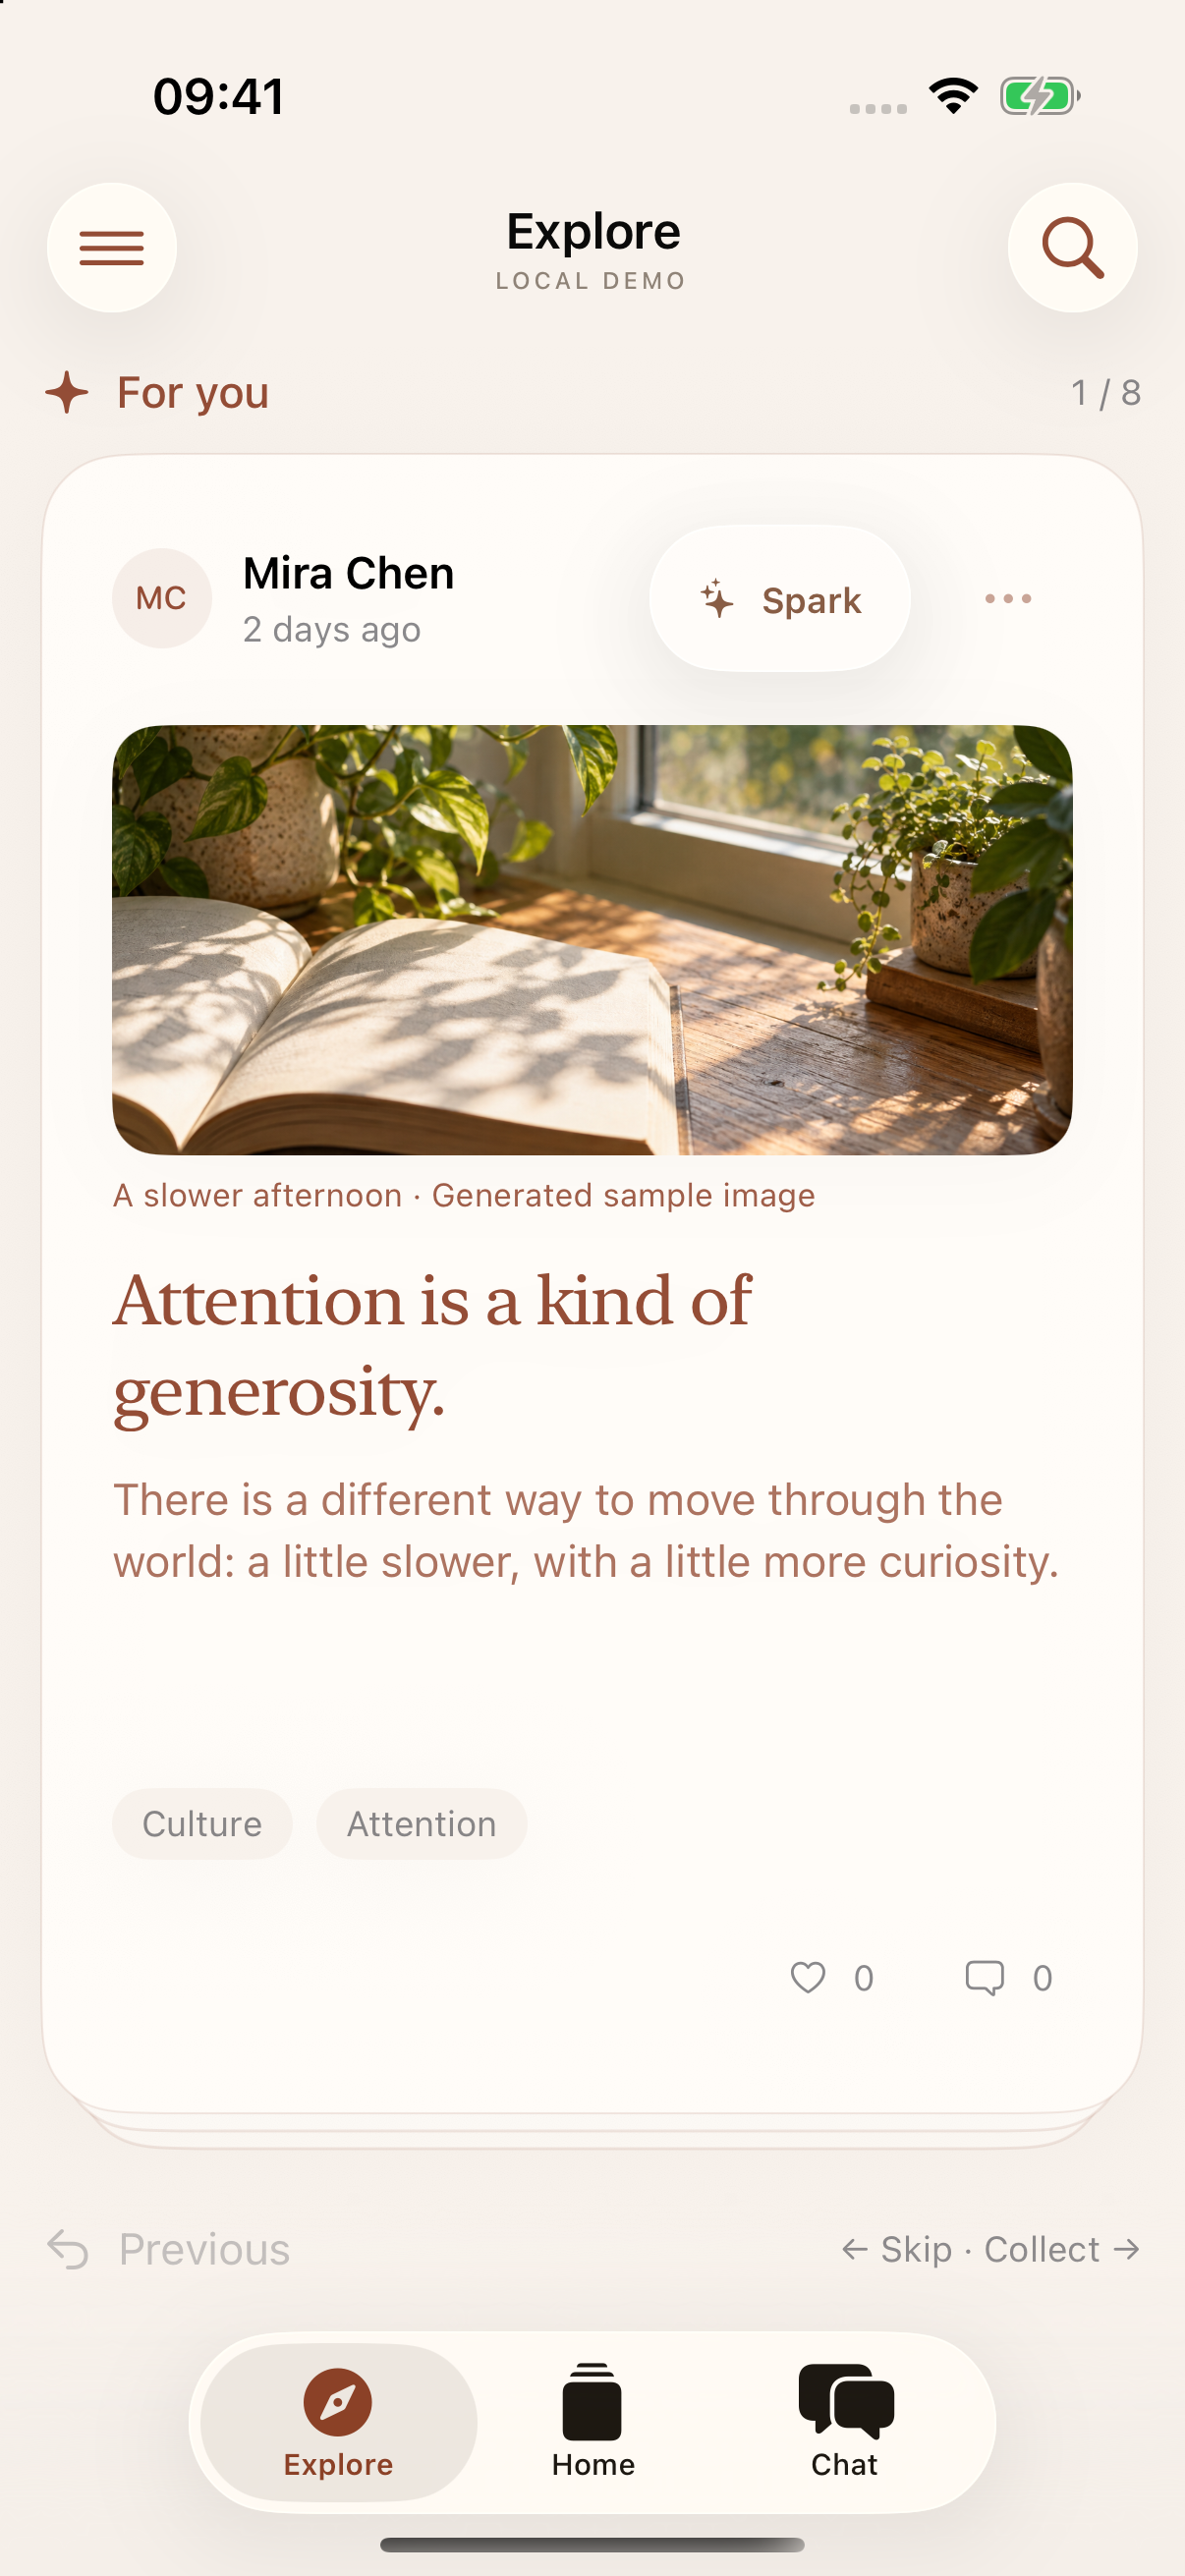 09:41
Explore
LOCAL DEMO
For you
1 / 8
MC
Mira Chen
2 days ago
Spark
A slower afternoon · Generated sample image
Attention is a kind of
generosity.
There is a different way to move through the
world: a little slower, with a little more curiosity.
Culture
Attention
0
0
Previous
← Skip · Collect →
Explore
Home
Chat